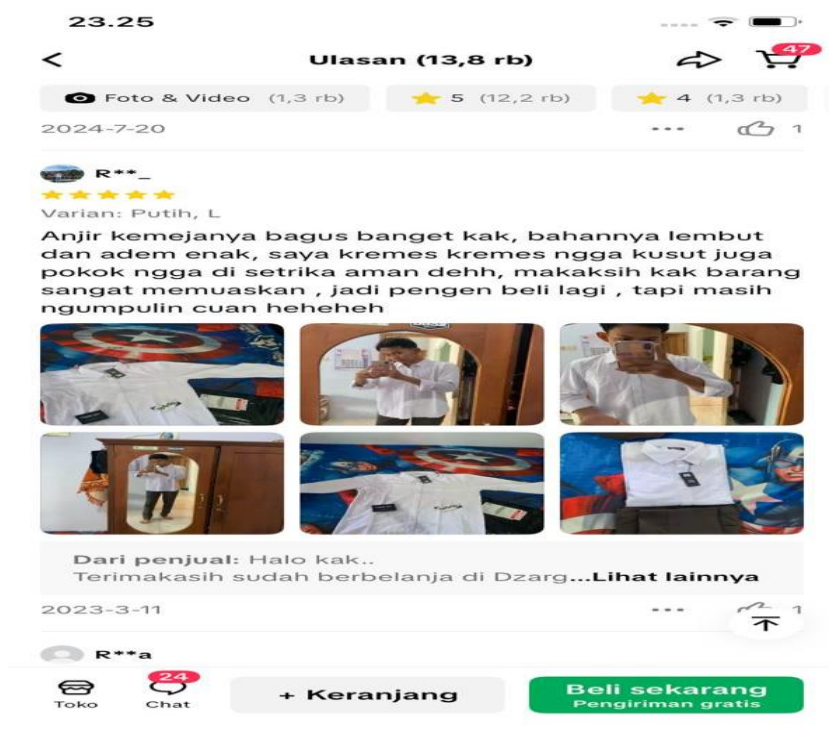 23.25
Ulasan (13,8 rb)
47
Foto & Video (1,3 rb)
5 (12,2 rb)
4 (1,3 rb)
2024-7-20
1
R**_
Varian: Putih, L
Anjir kemejanya bagus banget kak, bahannya lembut
dan adem enak, saya kremes kremes ngga kusut juga
pokok ngga di setrika aman dehh, makaksih kak barang
sangat memuaskan , jadi pengen beli lagi , tapi masih
ngumpulin cuan heheheh
Dari penjual: Halo kak..
Terimakasih sudah berbelanja di Dzarg...Lihat lainnya
2023-3-11
1
R**a
Toko
24
Chat
+ Keranjang
Beli sekarang
Pengiriman gratis